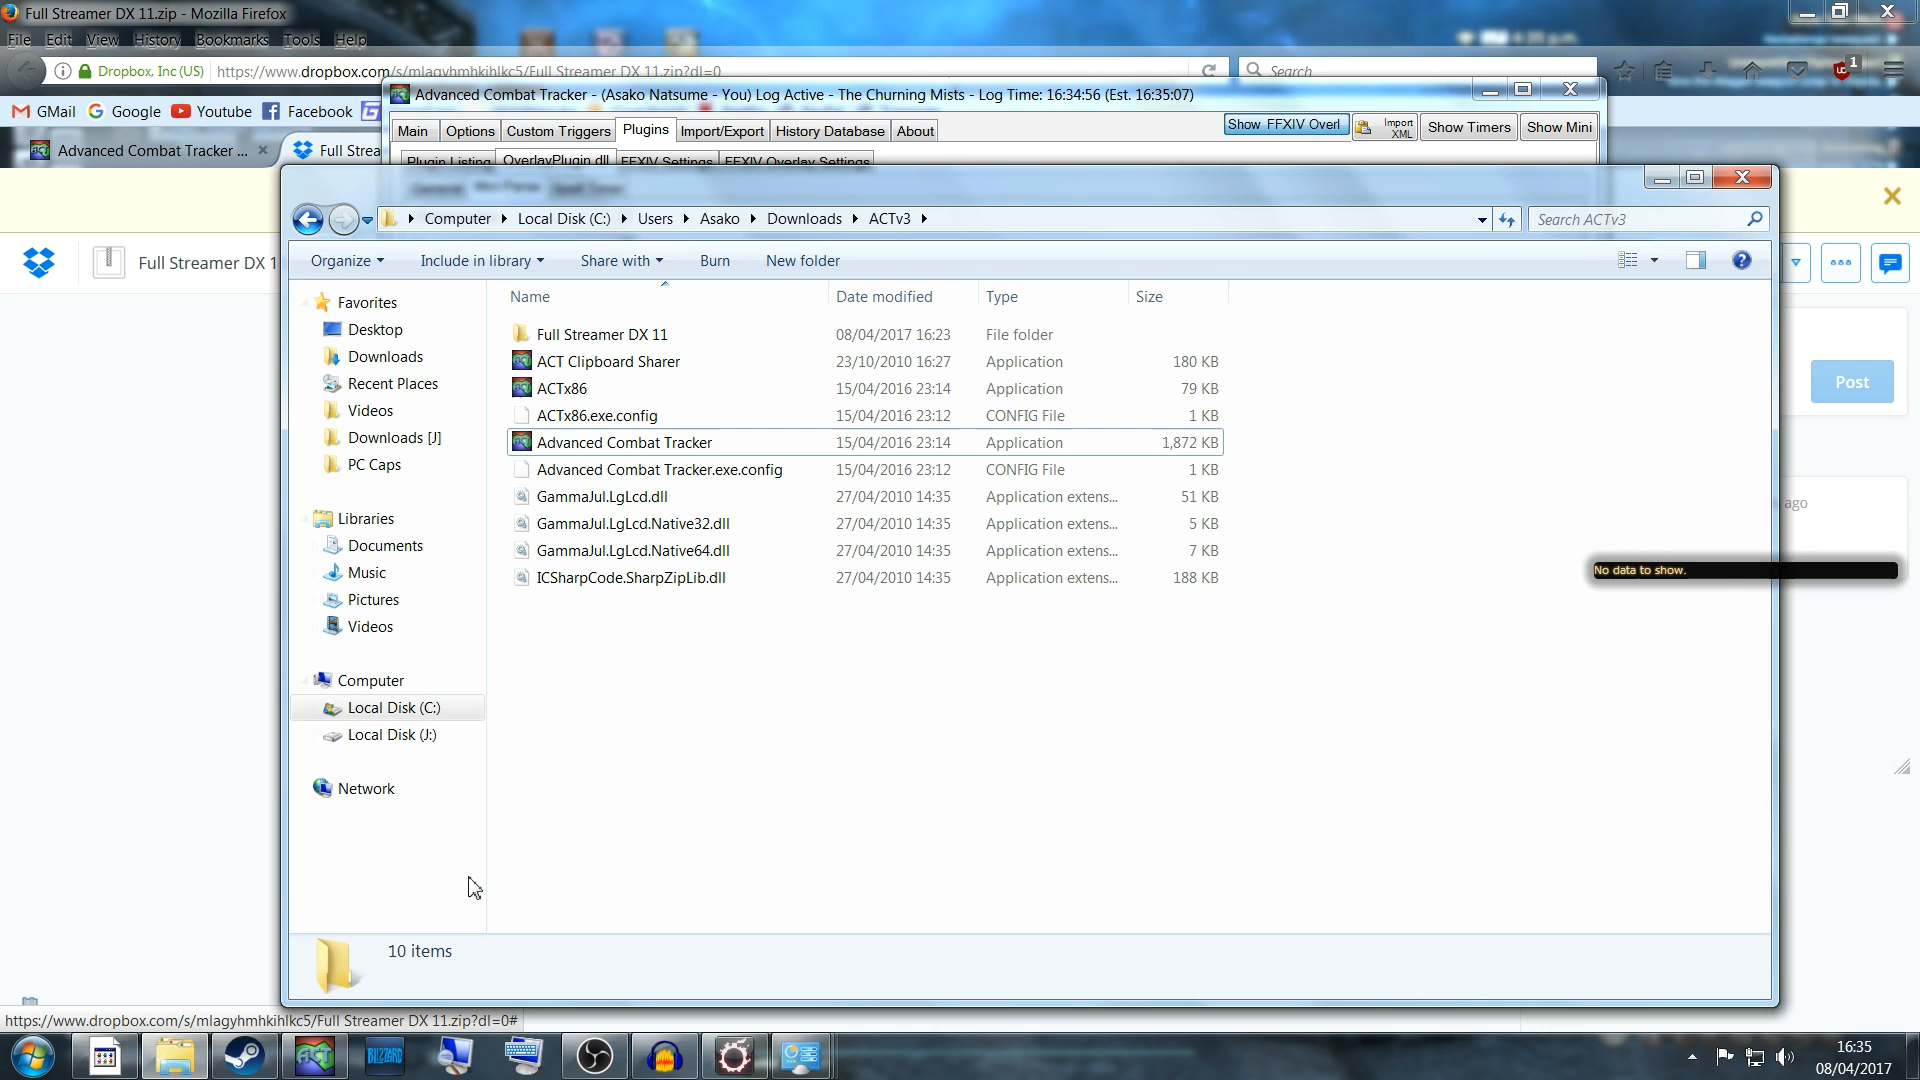 Full Streamer DX 11.zip - Mozilla Firefox
File Edit View History Bookmarks Tools Help
Dropbox, Inc (US) https://www.dropbox.com/s/mlagyhmhkihlkc5/Full Streamer DX 11.zip?dl=0 Search
1
Advanced Combat Tracker - (Asako Natsume - You) Log Active - The Churning Mists - Log Time: 16:34:56 (Est. 16:35:07)
GMail Google Youtube Facebook
Main Options Custom Triggers Plugins Import/Export History Database About Show FFXIV Overl Import XML Show Timers Show Mini
Advanced Combat Tracker ... Full Strea
Plugin Listing OverlayPlugin.dll FFXIV Settings FFXIV Overlay Settings
General Mini Parse Spell Timer
Computer Local Disk (C:) Users Asako Downloads ACTv3 Search ACTv3
Full Streamer DX 1
Organize Include in library Share with Burn New folder
Name Date modified Type Size
Favorites
Desktop
Downloads
Recent Places
Videos
Downloads [J]
PC Caps
Libraries
Documents
Music
Pictures
Videos
Computer
Local Disk (C:)
Local Disk (J:)
Network
Full Streamer DX 11 08/04/2017 16:23 File folder
ACT Clipboard Sharer 23/10/2010 16:27 Application 180 KB
ACTx86 15/04/2016 23:14 Application 79 KB
ACTx86.exe.config 15/04/2016 23:12 CONFIG File 1 KB
Advanced Combat Tracker 15/04/2016 23:14 Application 1,872 KB
Advanced Combat Tracker.exe.config 15/04/2016 23:12 CONFIG File 1 KB
GammaJul.LgLcd.dll 27/04/2010 14:35 Application extens... 51 KB
GammaJul.LgLcd.Native32.dll 27/04/2010 14:35 Application extens... 5 KB
GammaJul.LgLcd.Native64.dll 27/04/2010 14:35 Application extens... 7 KB
ICSharpCode.SharpZipLib.dll 27/04/2010 14:35 Application extens... 188 KB
Post
ago
No data to show.
10 items
https://www.dropbox.com/s/mlagyhmhkihlkc5/Full Streamer DX 11.zip?dl=0#
ACT
BLIZZARD
16:35
08/04/2017